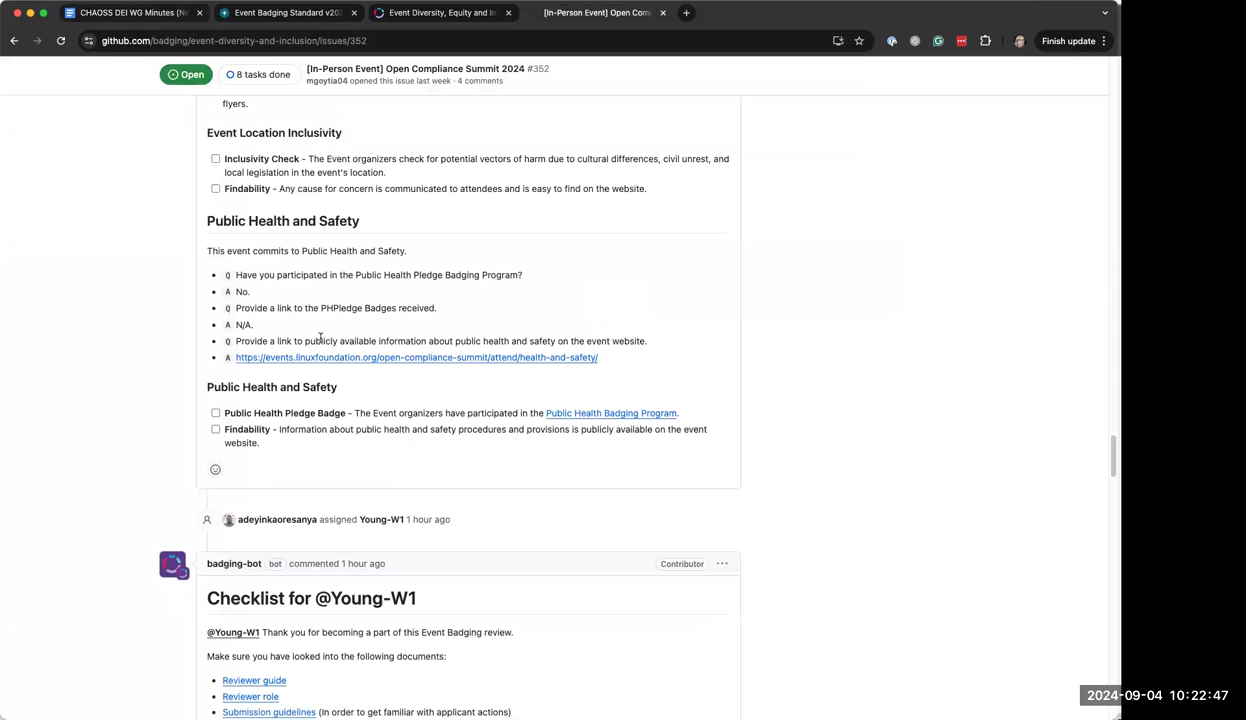 CHAOSS DEI WG Minutes (Ne
Event Badging Standard v202
Event Diversity, Equity and In
[In-Person Event] Open Comp
github.com/badging/event-diversity-and-inclusion/issues/352
Finish update
Open
8 tasks done
[In-Person Event] Open Compliance Summit 2024 #352
mgoytia04 opened this issue last week · 4 comments
flyers.
Event Location Inclusivity
Inclusivity Check - The Event organizers check for potential vectors of harm due to cultural differences, civil unrest, and
local legislation in the event's location.
Findability - Any cause for concern is communicated to attendees and is easy to find on the website.
Public Health and Safety
This event commits to Public Health and Safety.
• Q Have you participated in the Public Health Pledge Badging Program?
• A No.
• Q Provide a link to the PHPledge Badges received.
• A N/A.
• Q Provide a link to publicly available information about public health and safety on the event website.
• A https://events.linuxfoundation.org/open-compliance-summit/attend/health-and-safety/
Public Health and Safety
Public Health Pledge Badge - The Event organizers have participated in the Public Health Badging Program.
Findability - Information about public health and safety procedures and provisions is publicly available on the event
website.
adeyinkaoresanya assigned Young-W1 1 hour ago
badging-bot bot commented 1 hour ago
Contributor
Checklist for @Young-W1
@Young-W1 Thank you for becoming a part of this Event Badging review.
Make sure you have looked into the following documents:
• Reviewer guide
• Reviewer role
• Submission guidelines (In order to get familiar with applicant actions)
2024-09-04 10:22:47